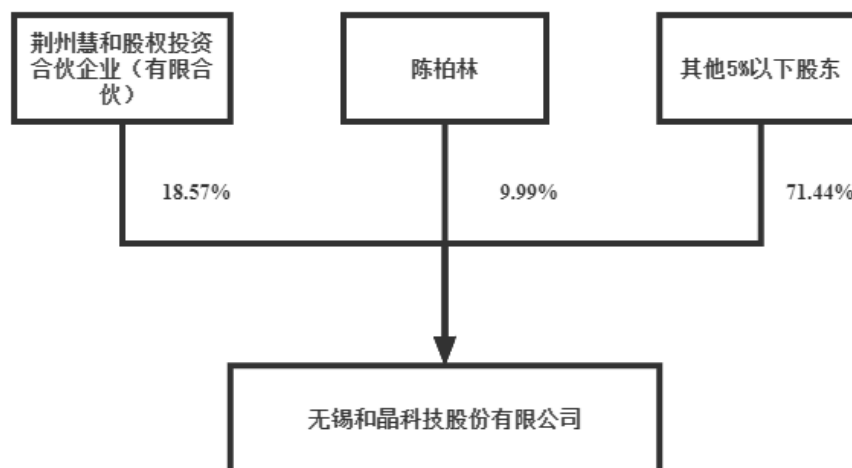 荆州慧和股权投资
合伙企业（有限合
伙）
陈柏林
其他5%以下股东
18.57%
9.99%
71.44%
无锡和晶科技股份有限公司